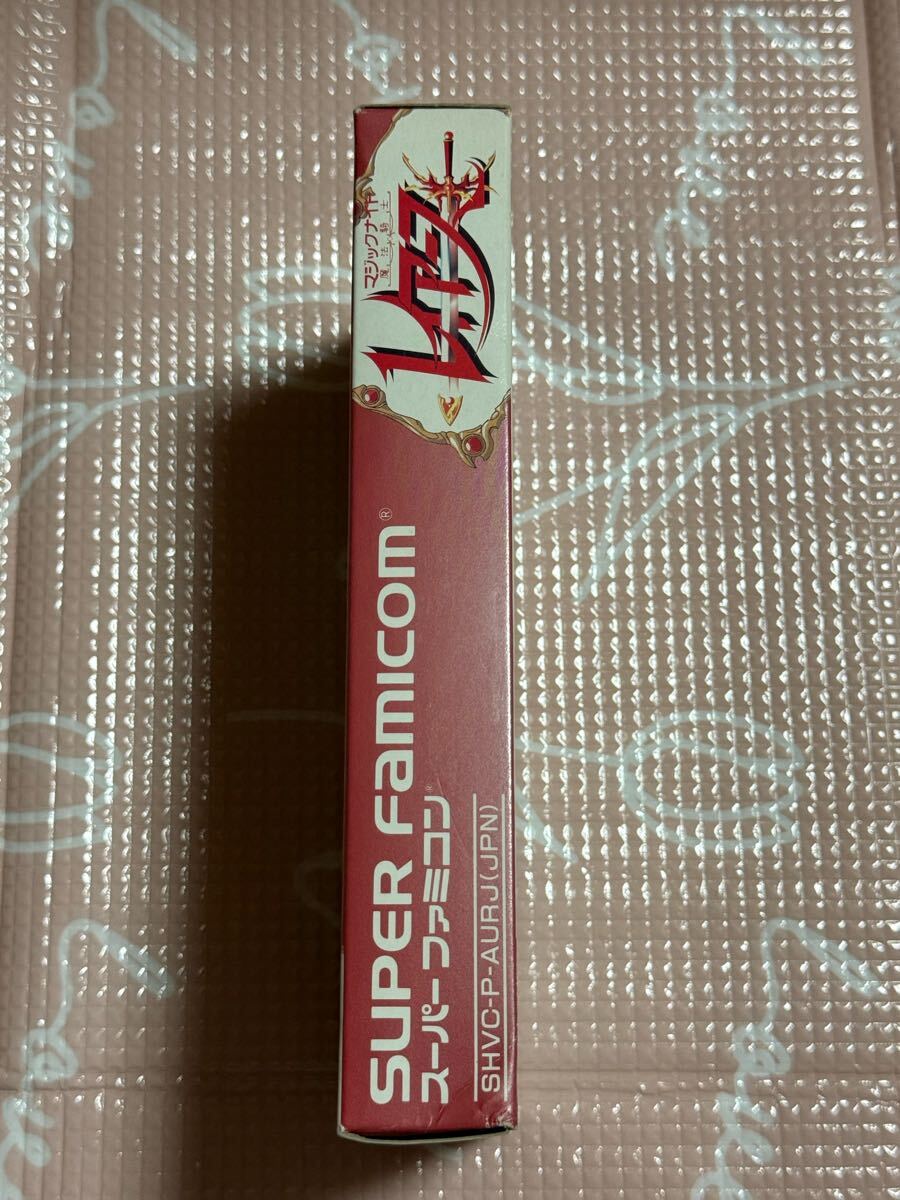 マジックナイト
魔法騎士
レイアース
SUPER Famicom®
スーパーファミコン®
SHVC-P-AURJ(JPN)